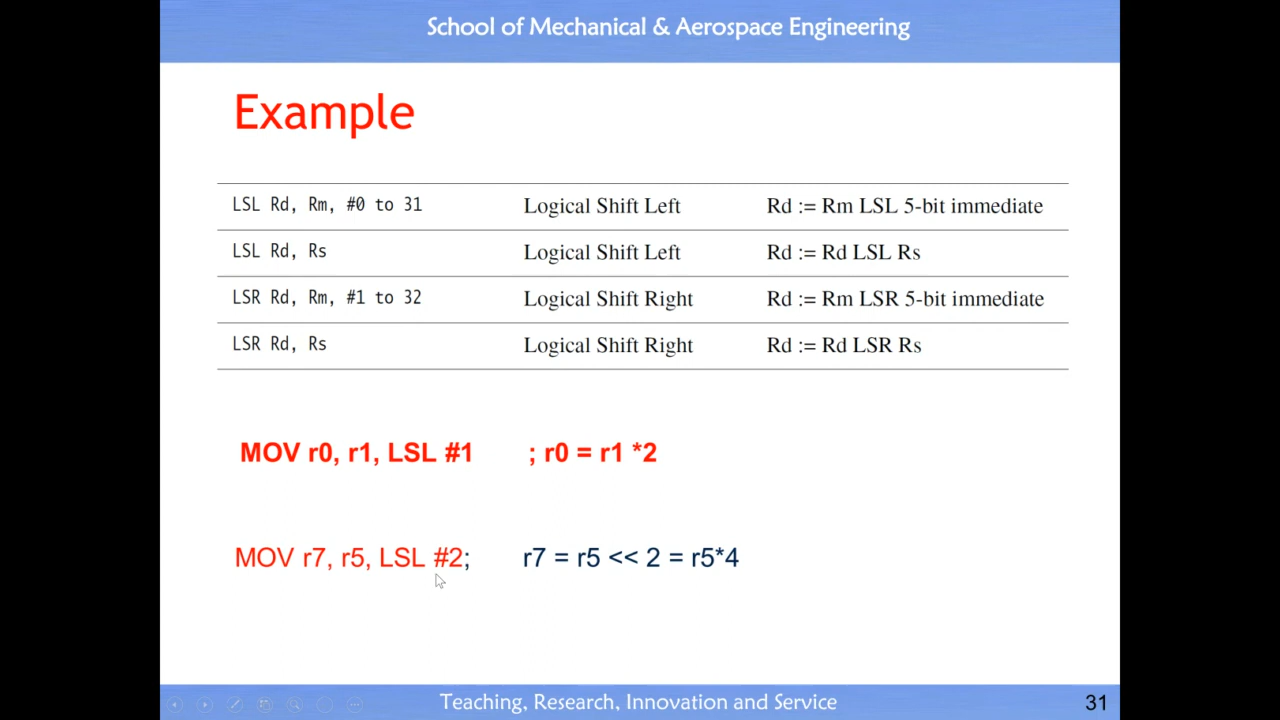 School of Mechanical & Aerospace Engineering
Example
LSL Rd, Rm, #0 to 31 Logical Shift Left Rd := Rm LSL 5-bit immediate
LSL Rd, Rs Logical Shift Left Rd := Rd LSL Rs
LSR Rd, Rm, #1 to 32 Logical Shift Right Rd := Rm LSR 5-bit immediate
LSR Rd, Rs Logical Shift Right Rd := Rd LSR Rs
MOV r0, r1, LSL #1 ; r0 = r1 *2
MOV r7, r5, LSL #2; r7 = r5 << 2 = r5*4
Teaching, Research, Innovation and Service 31